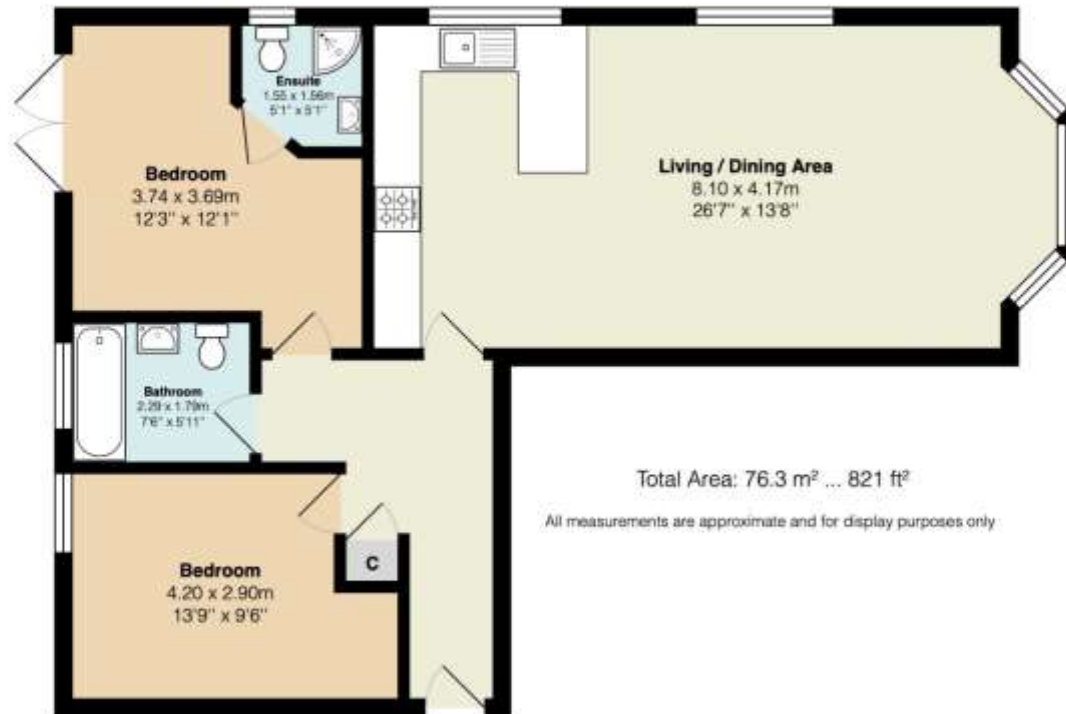 Ensuite
1.55 x 1.56m
5'1" x 5'1"
Bedroom
3.74 x 3.69m
12'3'' x 12'1''
Living / Dining Area
8.10 x 4.17m
26'7'' x 13'8''
Bathroom
2.29 x 1.79m
7'6" x 5'11"
Total Area: 76.3 m² ... 821 ft²
All measurements are approximate and for display purposes only
C
Bedroom
4.20 x 2.90m
13'9'' x 9'6''